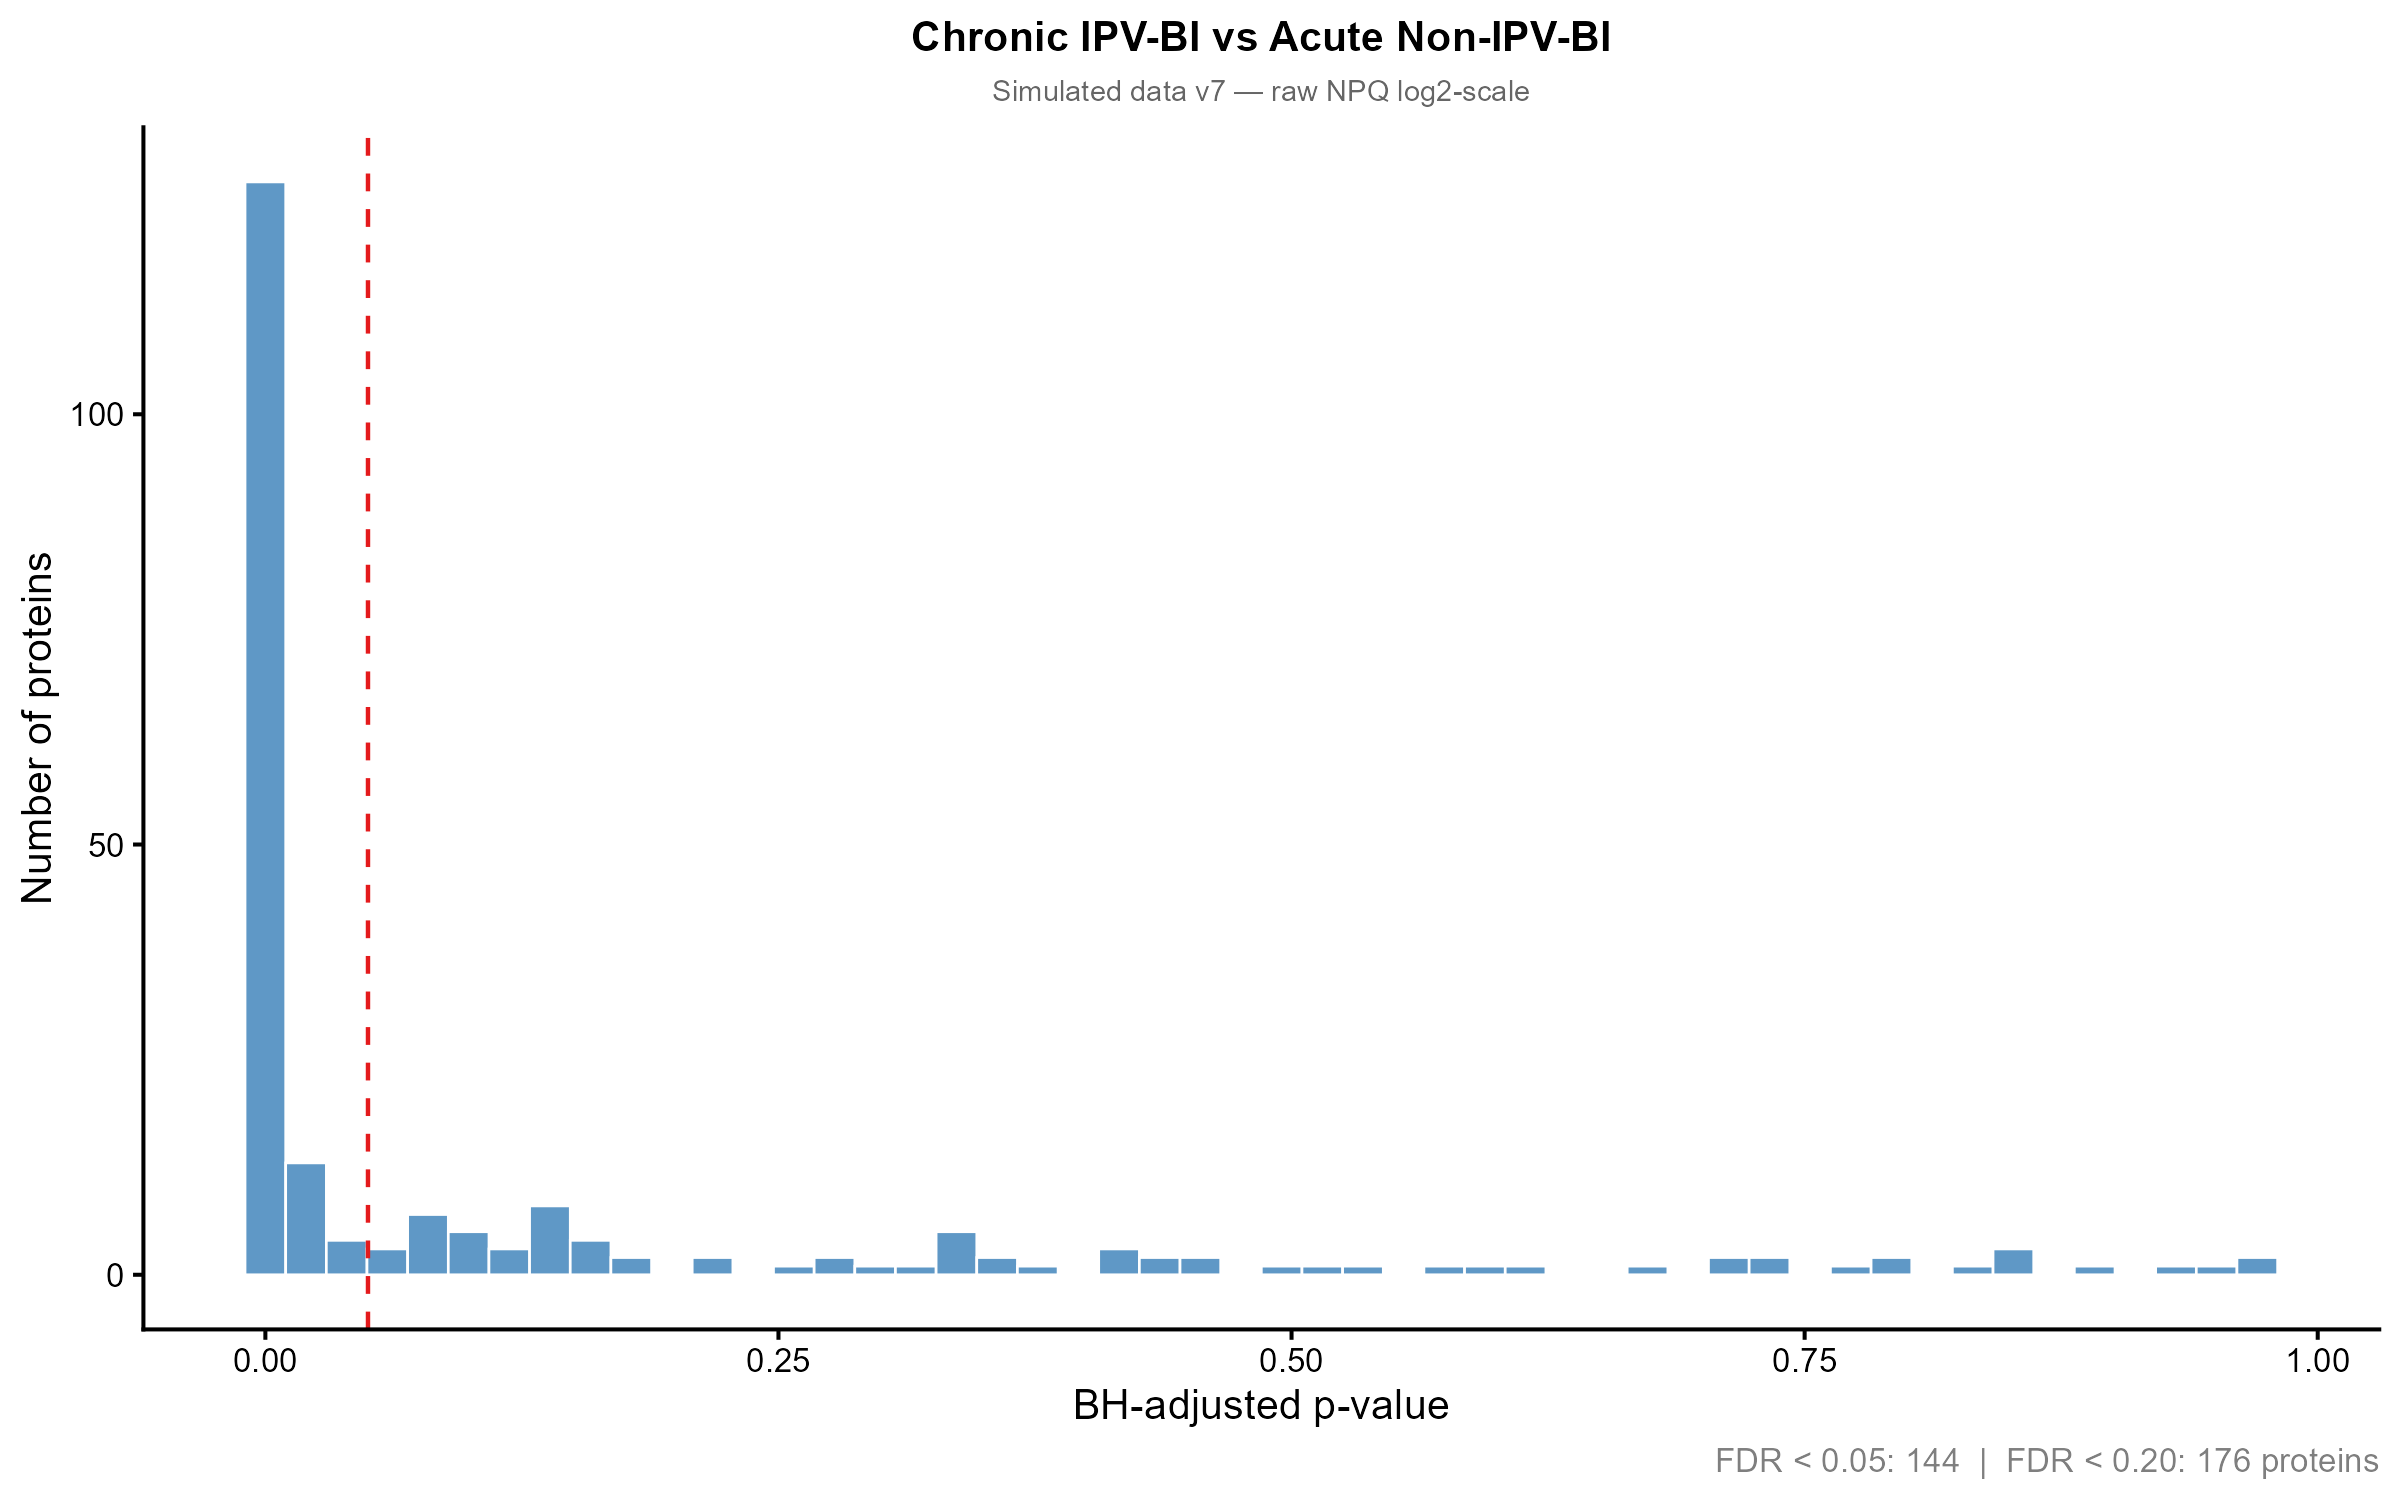 Chronic IPV-BI vs Acute Non-IPV-BI
Simulated data v7 — raw NPQ log2-scale
Number of proteins
100
50
0
0.00
0.25
0.50
0.75
1.00
BH-adjusted p-value
FDR < 0.05: 144 | FDR < 0.20: 176 proteins